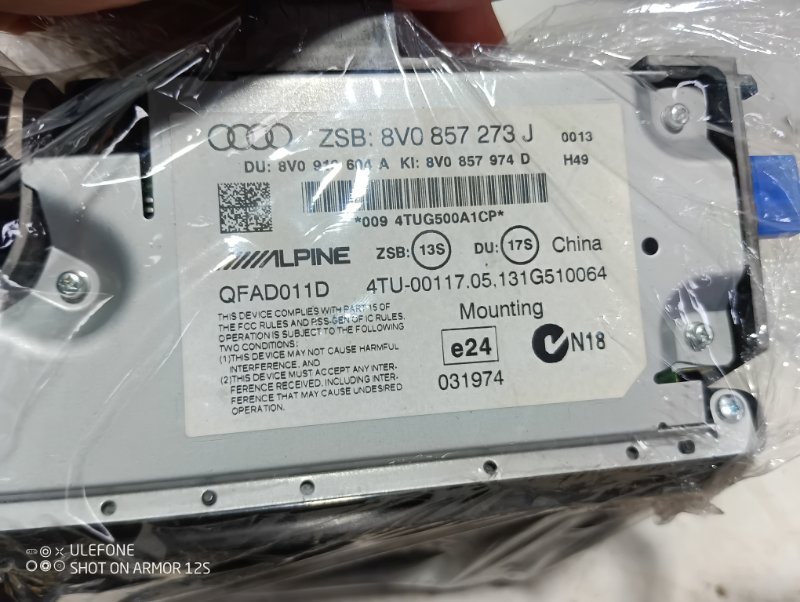 ZSB: 8V0 857 273 J 0013
DU: 8V0 919 604 A KI: 8V0 857 974 D H49
*009 4TUG500A1CP*
ALPINE ZSB: 13S DU: 17S China
QFAD011D 4TU-00117.05,131G510064
THIS DEVICE COMPLIES WITH PART 15 OF
THE FCC RULES AND RSS-GEN OF IC RULES.
OPERATION IS SUBJECT TO THE FOLLOWING
TWO CONDITIONS:
(1)THIS DEVICE MAY NOT CAUSE HARMFUL
INTERFERENCE, AND
(2)THIS DEVICE MUST ACCEPT ANY INTER-
FERENCE RECEIVED, INCLUDING INTER-
FERENCE THAT MAY CAUSE UNDESIRED
OPERATION.
Mounting
e24 N18
031974
ULEFONE
SHOT ON ARMOR 12S